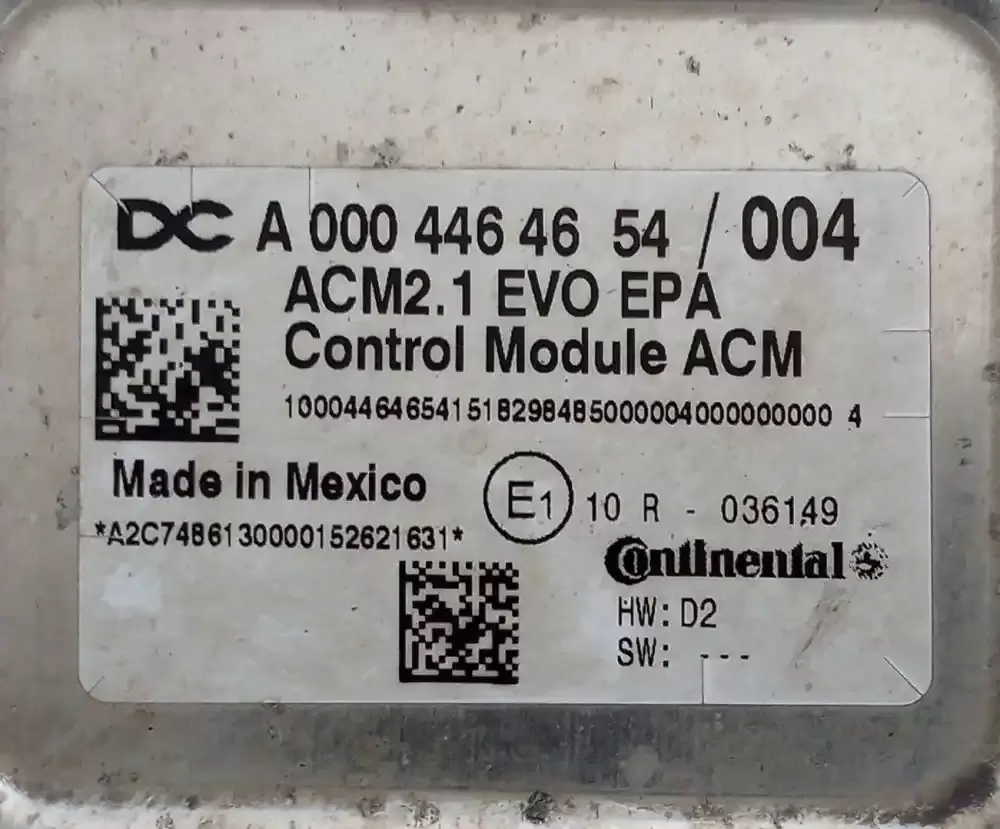 DC A 000 446 46 54 / 004
ACM2.1 EVO EPA
Control Module ACM
100044646541518298485000004000000000 4
Made in Mexico
E1 10 R - 036149
*A2C7486130000152621631*
Continental
HW: D2
SW: ---